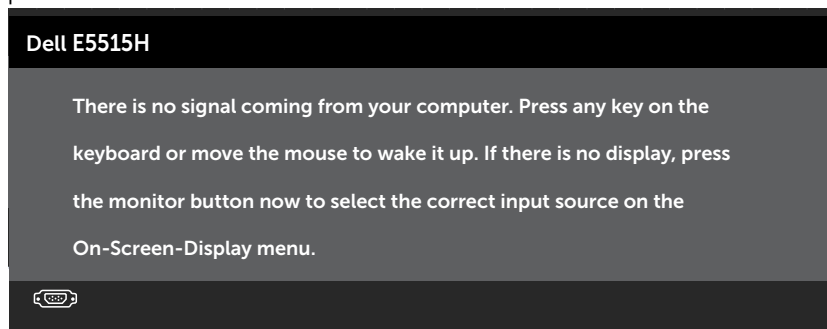 Dell E5515H
There is no signal coming from your computer. Press any key on the
keyboard or move the mouse to wake it up. If there is no display, press
the monitor button now to select the correct input source on the
On-Screen-Display menu.